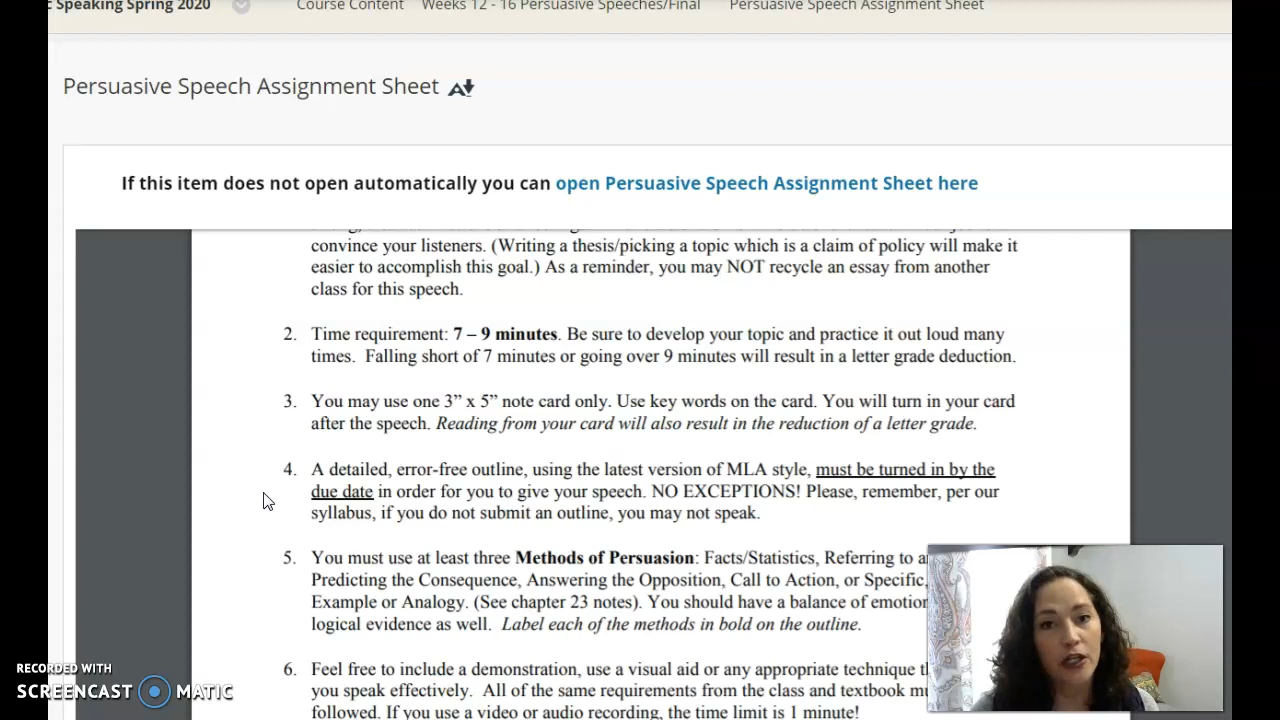 Speaking Spring 2020
Course Content
Weeks 12 - 16 Persuasive Speeches/Final
Persuasive Speech Assignment Sheet
Persuasive Speech Assignment Sheet
If this item does not open automatically you can open Persuasive Speech Assignment Sheet here
convince your listeners. (Writing a thesis/picking a topic which is a claim of policy will make it
easier to accomplish this goal.) As a reminder, you may NOT recycle an essay from another
class for this speech.
2. Time requirement: 7 – 9 minutes. Be sure to develop your topic and practice it out loud many
times. Falling short of 7 minutes or going over 9 minutes will result in a letter grade deduction.
3. You may use one 3” x 5” note card only. Use key words on the card. You will turn in your card
after the speech. Reading from your card will also result in the reduction of a letter grade.
4. A detailed, error-free outline, using the latest version of MLA style, must be turned in by the
due date in order for you to give your speech. NO EXCEPTIONS! Please, remember, per our
syllabus, if you do not submit an outline, you may not speak.
5. You must use at least three Methods of Persuasion: Facts/Statistics, Referring to
Predicting the Consequence, Answering the Opposition, Call to Action, or Specific,
Example or Analogy. (See chapter 23 notes). You should have a balance of emotion
logical evidence as well. Label each of the methods in bold on the outline.
6. Feel free to include a demonstration, use a visual aid or any appropriate technique
you speak effectively. All of the same requirements from the class and textbook
followed. If you use a video or audio recording, the time limit is 1 minute!
RECORDED WITH
SCREENCAST MATIC